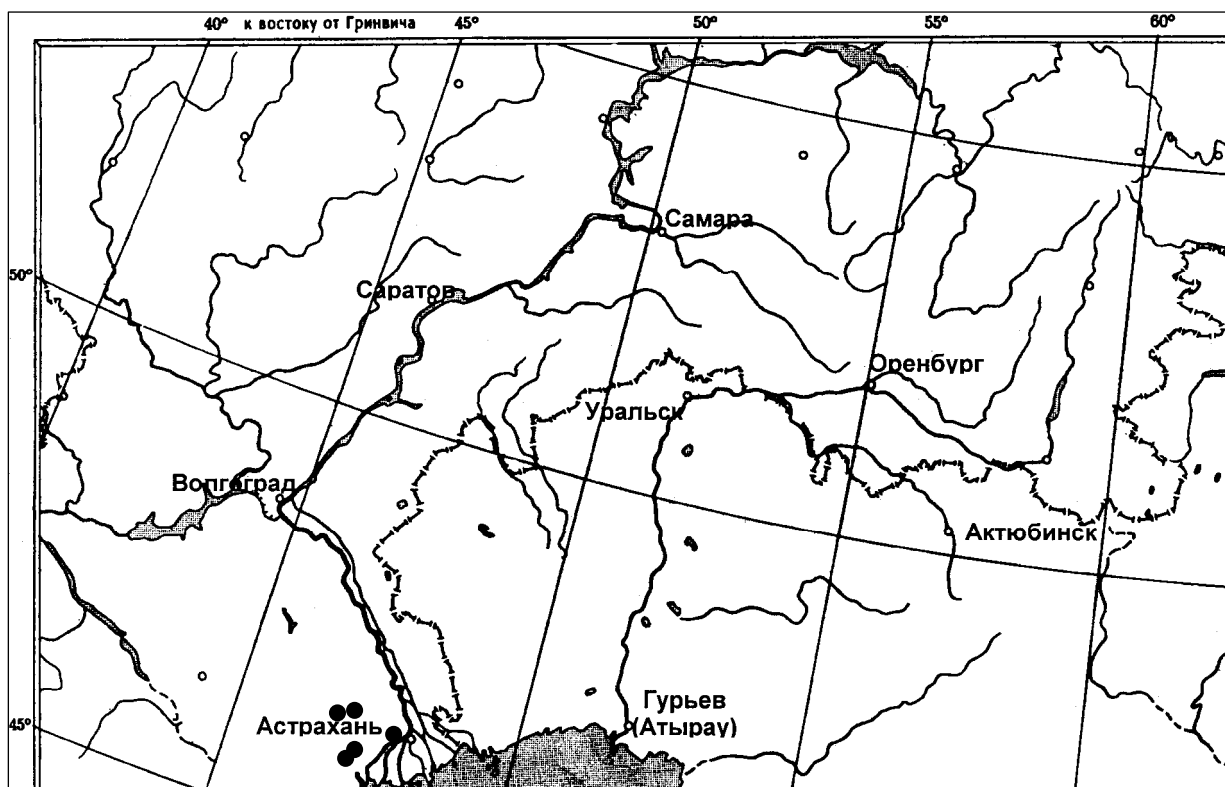 40° к востоку от Гринвича 45° 50° 55° 60°
50°
Самара
Саратов
Оренбург
Уральск
Волгоград
Актюбинск
45°
Гурьев
(Атырау)
Астрахань